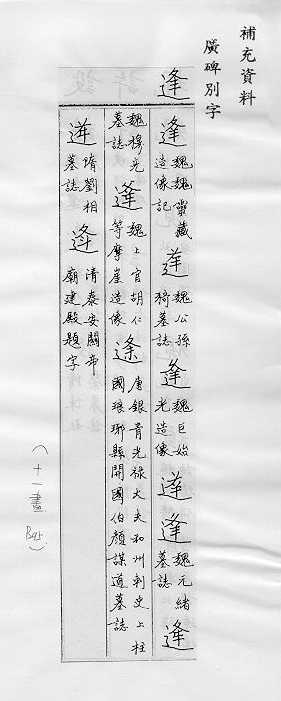 補充資料
廣碑別字
逢
逢 魏魏靈藏造像記 逢 魏公孫猗墓誌 逢 魏巨始光造像 逢 逢 魏元緒墓誌 逢
魏穆亮墓誌 逢 魏上官胡仁等摩崖造像 逢 唐銀青光祿大夫和州刺史上柱國琅琊縣開國伯顏謀道墓誌
逢 隋劉相墓誌 逢 清泰安關帝廟建殿題字
(十一畫 B45)